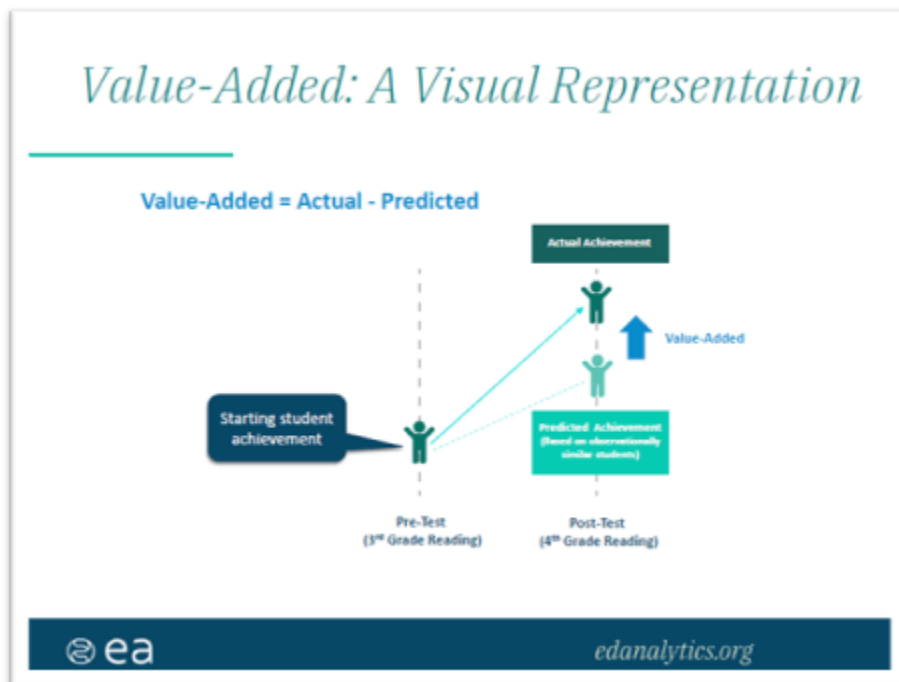 Value-Added: A Visual Representation
Value-Added = Actual - Predicted
Actual Achievement
Value-Added
Starting student
achievement
Predicted Achievement
(Based on observationally
similar students)
Pre-Test
(3rd Grade Reading)
Post-Test
(4th Grade Reading)
ea
edanalytics.org